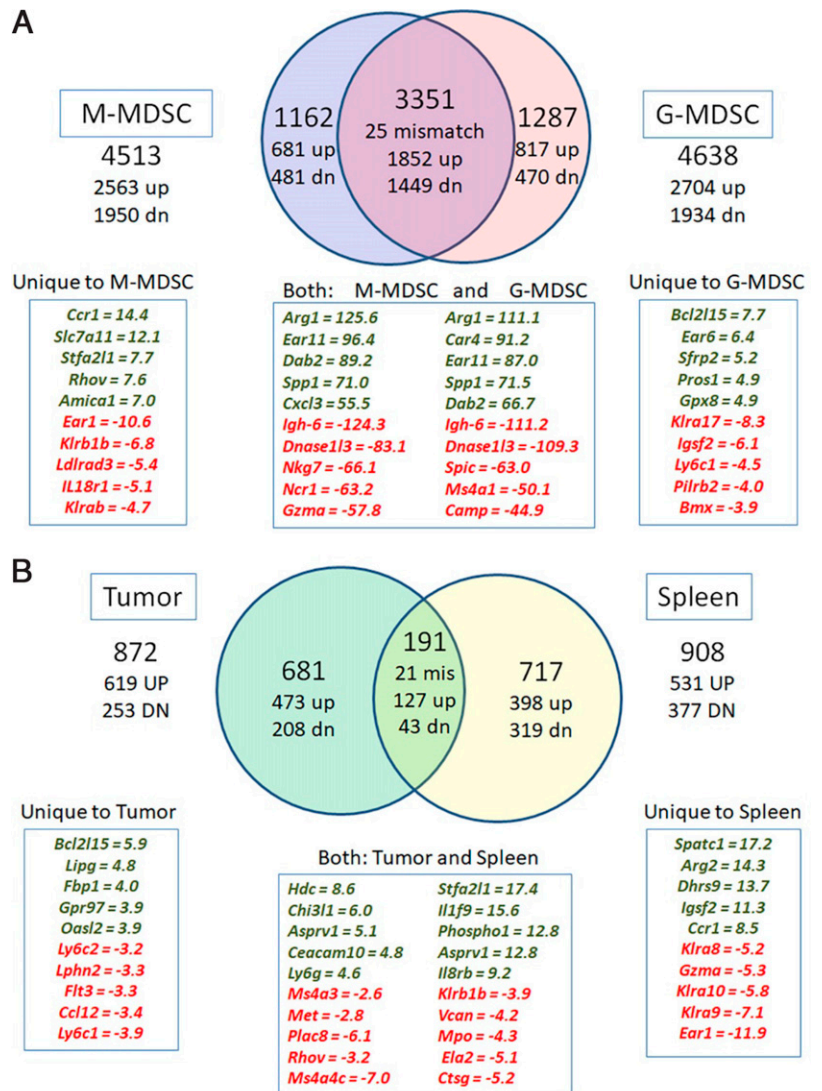 A
M-MDSC
4513
2563 up
1950 dn
1162
681 up
481 dn
3351
25 mismatch
1852 up
1449 dn
1287
817 up
470 dn
G-MDSC
4638
2704 up
1934 dn
Unique to M-MDSC
Ccr1 = 14.4
Slc7a11 = 12.1
Stfa2l1 = 7.7
Rhov = 7.6
Amica1 = 7.0
Ear1 = -10.6
Klrb1b = -6.8
Ldlrad3 = -5.4
IL18r1 = -5.1
Klrab = -4.7
Both: M-MDSC and G-MDSC
Arg1 = 125.6 Arg1 = 111.1
Ear11 = 96.4 Car4 = 91.2
Dab2 = 89.2 Ear11 = 87.0
Spp1 = 71.0 Spp1 = 71.5
Cxcl3 = 55.5 Dab2 = 66.7
Igh-6 = -124.3 Igh-6 = -111.2
Dnase1l3 = -83.1 Dnase1l3 = -109.3
Nkg7 = -66.1 Spic = -63.0
Ncr1 = -63.2 Ms4a1 = -50.1
Gzma = -57.8 Camp = -44.9
Unique to G-MDSC
Bcl2l15 = 7.7
Ear6 = 6.4
Sfrp2 = 5.2
Pros1 = 4.9
Gpx8 = 4.9
Klra17 = -8.3
Igsf2 = -6.1
Ly6c1 = -4.5
Pilrb2 = -4.0
Bmx = -3.9
B
Tumor
872
619 UP
253 DN
681
473 up
208 dn
191
21 mis
127 up
43 dn
717
398 up
319 dn
Spleen
908
531 UP
377 DN
Unique to Tumor
Bcl2l15 = 5.9
Lipg = 4.8
Fbp1 = 4.0
Gpr97 = 3.9
Oasl2 = 3.9
Ly6c2 = -3.2
Lphn2 = -3.3
Flt3 = -3.3
Ccl12 = -3.4
Ly6c1 = -3.9
Both: Tumor and Spleen
Hdc = 8.6 Stfa2l1 = 17.4
Chi3l1 = 6.0 Il1f9 = 15.6
Asprv1 = 5.1 Phospho1 = 12.8
Ceacam10 = 4.8 Asprv1 = 12.8
Ly6g = 4.6 Il8rb = 9.2
Ms4a3 = -2.6 Klrb1b = -3.9
Met = -2.8 Vcan = -4.2
Plac8 = -6.1 Mpo = -4.3
Rhov = -3.2 Ela2 = -5.1
Ms4a4c = -7.0 Ctsg = -5.2
Unique to Spleen
Spatc1 = 17.2
Arg2 = 14.3
Dhrs9 = 13.7
Igsf2 = 11.3
Ccr1 = 8.5
Klra8 = -5.2
Gzma = -5.3
Klra10 = -5.8
Klra9 = -7.1
Ear1 = -11.9